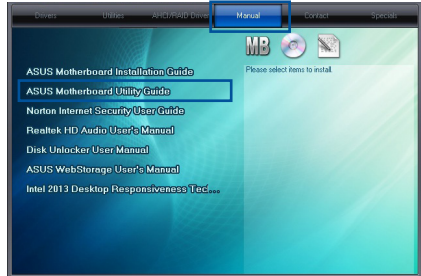 Drivers Utilities AHCI/RAID Driver Manual Contact Specials
MB
ASUS Motherboard Installation Guide
Please select items to install.
ASUS Motherboard Utility Guide
Norton Internet Security User Guide
Realtek HD Audio User's Manual
Disk Unlocker User Manual
ASUS WebStorage User's Manual
Intel 2013 Desktop Responsiveness Tec...